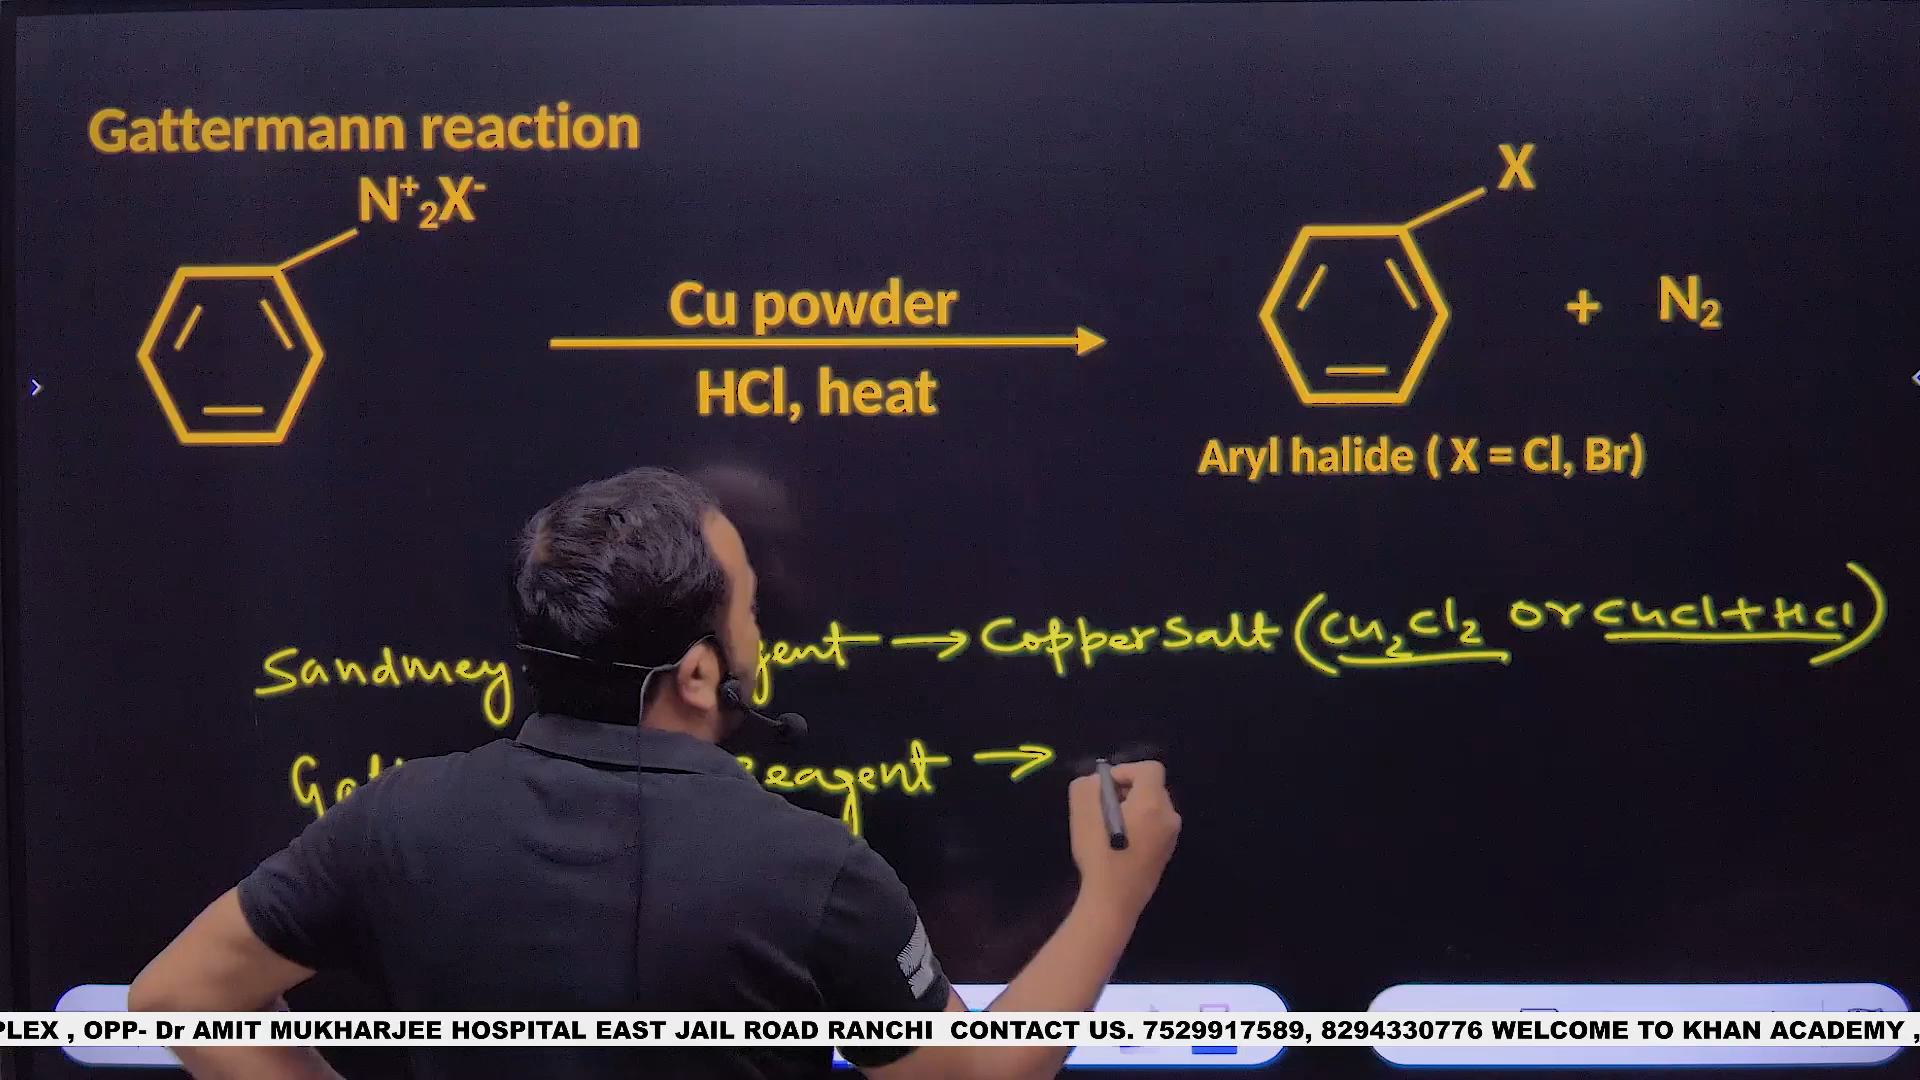 Gattermann reaction
N⁺₂X⁻
X
Cu powder
HCl, heat
+ N₂
Aryl halide ( X = Cl, Br)
Sandmey gent → Copper Salt (Cu₂Cl₂ or CuCl + HCl)
Reagent →
PLEX , OPP- Dr AMIT MUKHARJEE HOSPITAL EAST JAIL ROAD RANCHI CONTACT US. 7529917589, 8294330776 WELCOME TO KHAN ACADEMY ,